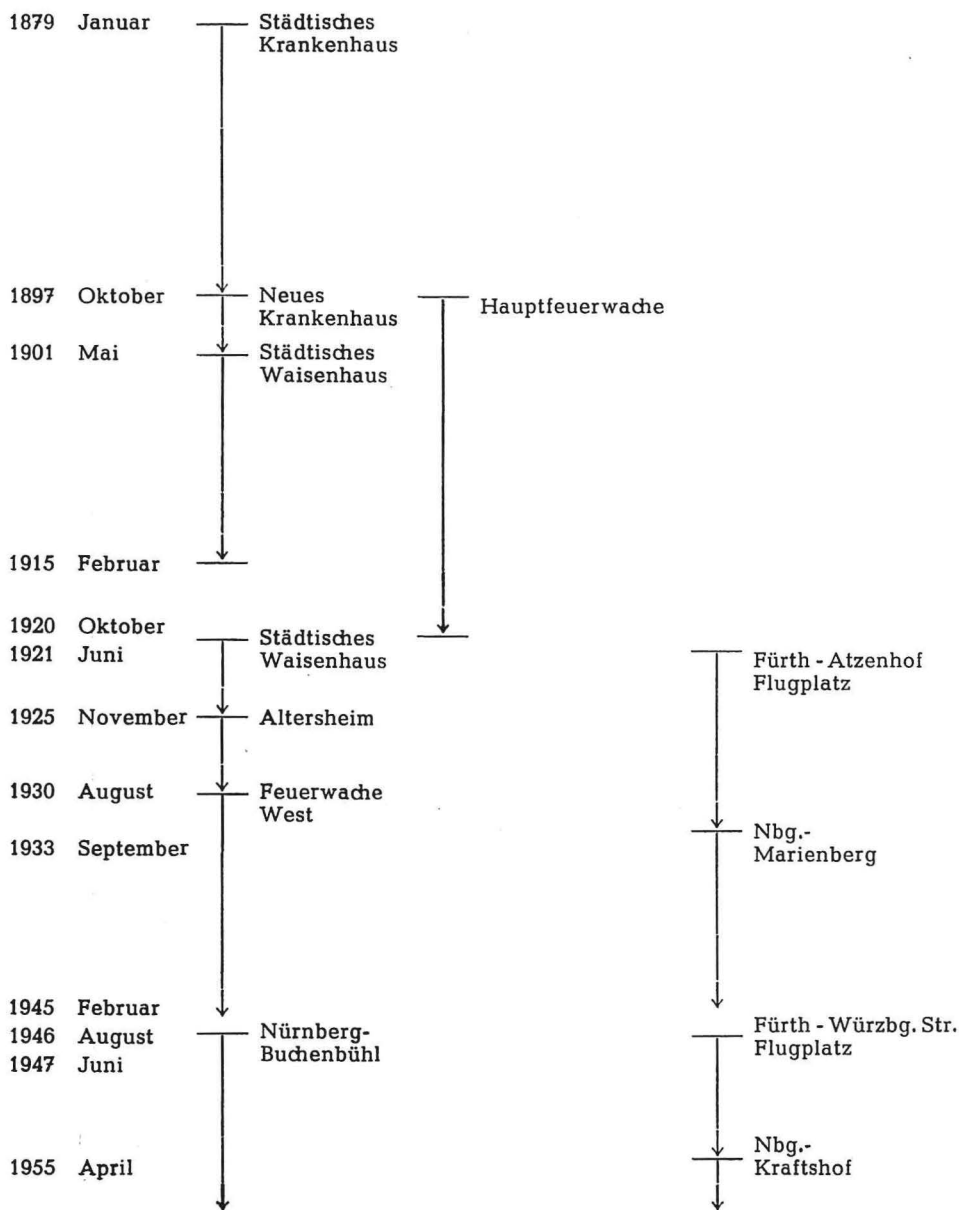 1879 Januar Städtisches
Krankenhaus
1897 Oktober Neues
Krankenhaus
Hauptfeuerwache
1901 Mai Städtisches
Waisenhaus
1915 Februar
1920 Oktober Städtisches
Waisenhaus
1921 Juni
Fürth - Atzenhof
Flugplatz
1925 November Altersheim
1930 August Feuerwache
West
1933 September
Nbg.-
Marienberg
1945 Februar
1946 August Nürnberg-
Buchenbühl
1947 Juni
Fürth - Würzbg. Str.
Flugplatz
1955 April
Nbg.-
Kraftshof